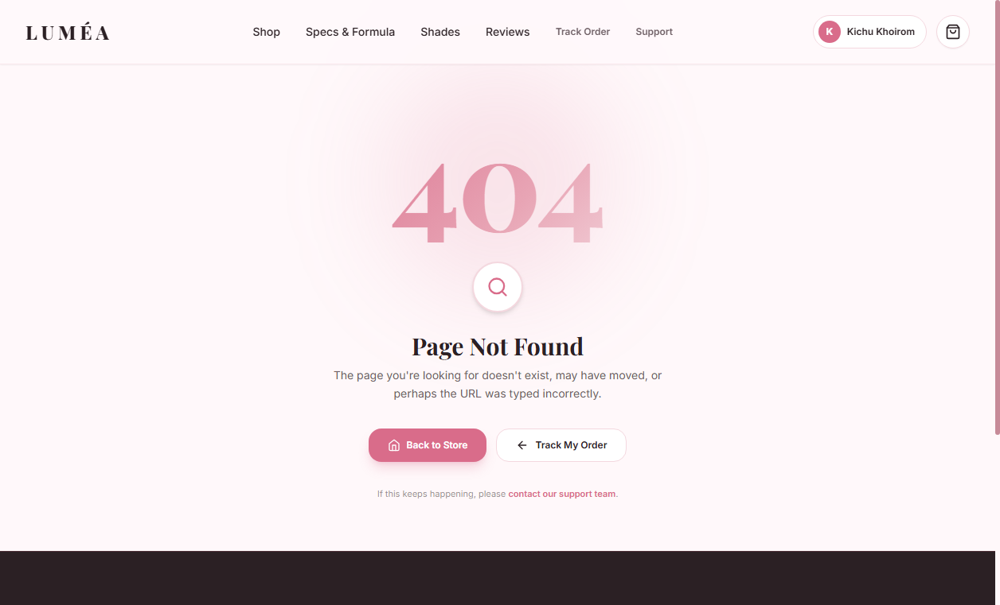 LUMÉA
Shop
Specs & Formula
Shades
Reviews
Track Order
Support
K
Kichu Khoirom
404
Page Not Found
The page you're looking for doesn't exist, may have moved, or
perhaps the URL was typed incorrectly.
Back to Store
Track My Order
If this keeps happening, please contact our support team.